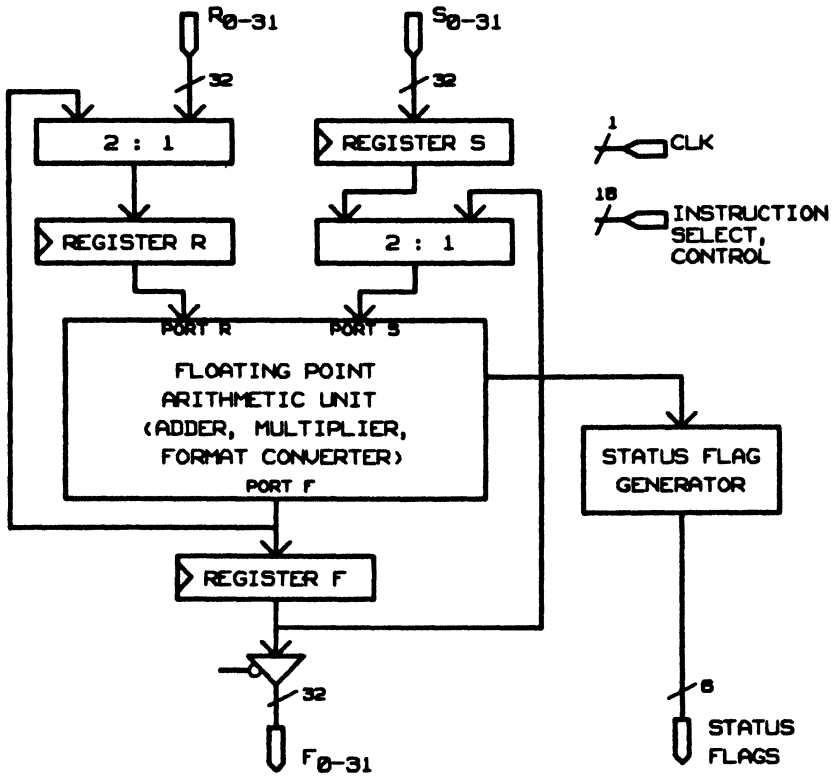 R0-31
S0-31
32
32
2 : 1
REGISTER S
1
CLK
REGISTER R
2 : 1
18
INSTRUCTION
SELECT,
CONTROL
PORT R
PORT S
FLOATING POINT
ARITHMETIC UNIT
(ADDER, MULTIPLIER,
FORMAT CONVERTER)
PORT F
STATUS FLAG
GENERATOR
REGISTER F
32
6
F0-31
STATUS
FLAGS